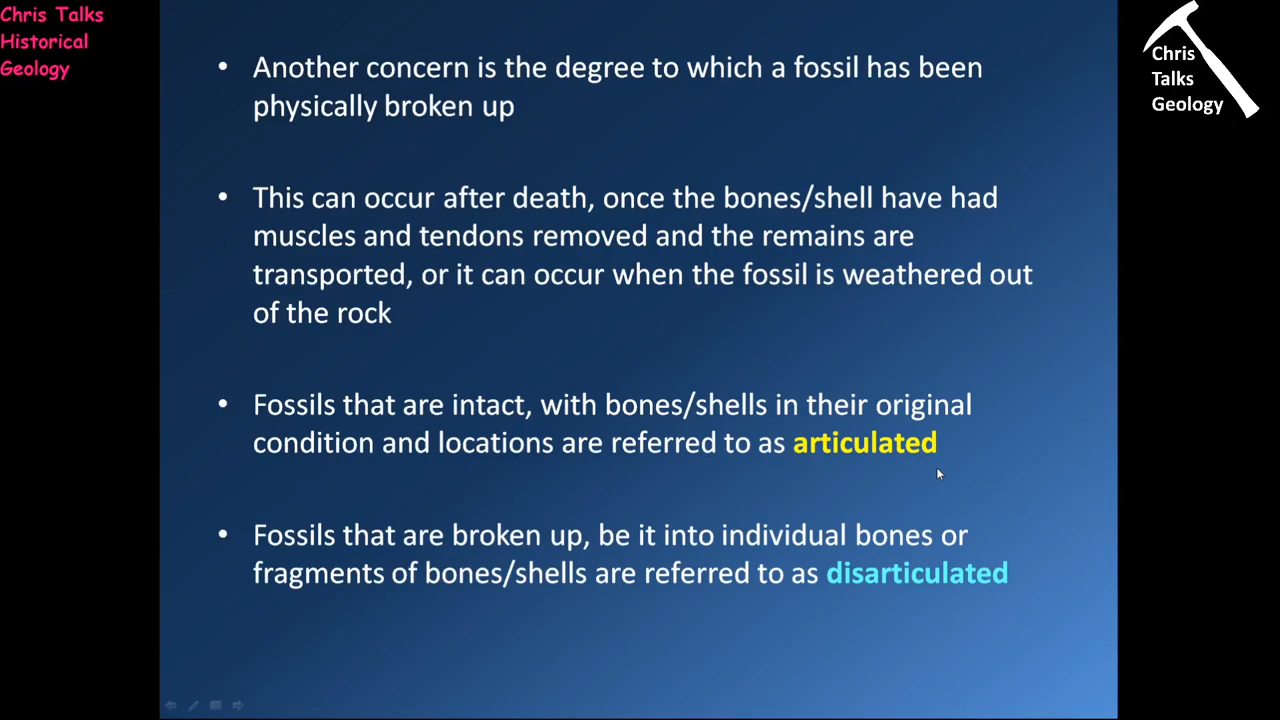 Chris Talks
Historical
Geology
Chris
Talks
Geology
• Another concern is the degree to which a fossil has been
physically broken up
• This can occur after death, once the bones/shell have had
muscles and tendons removed and the remains are
transported, or it can occur when the fossil is weathered out
of the rock
• Fossils that are intact, with bones/shells in their original
condition and locations are referred to as articulated
• Fossils that are broken up, be it into individual bones or
fragments of bones/shells are referred to as disarticulated